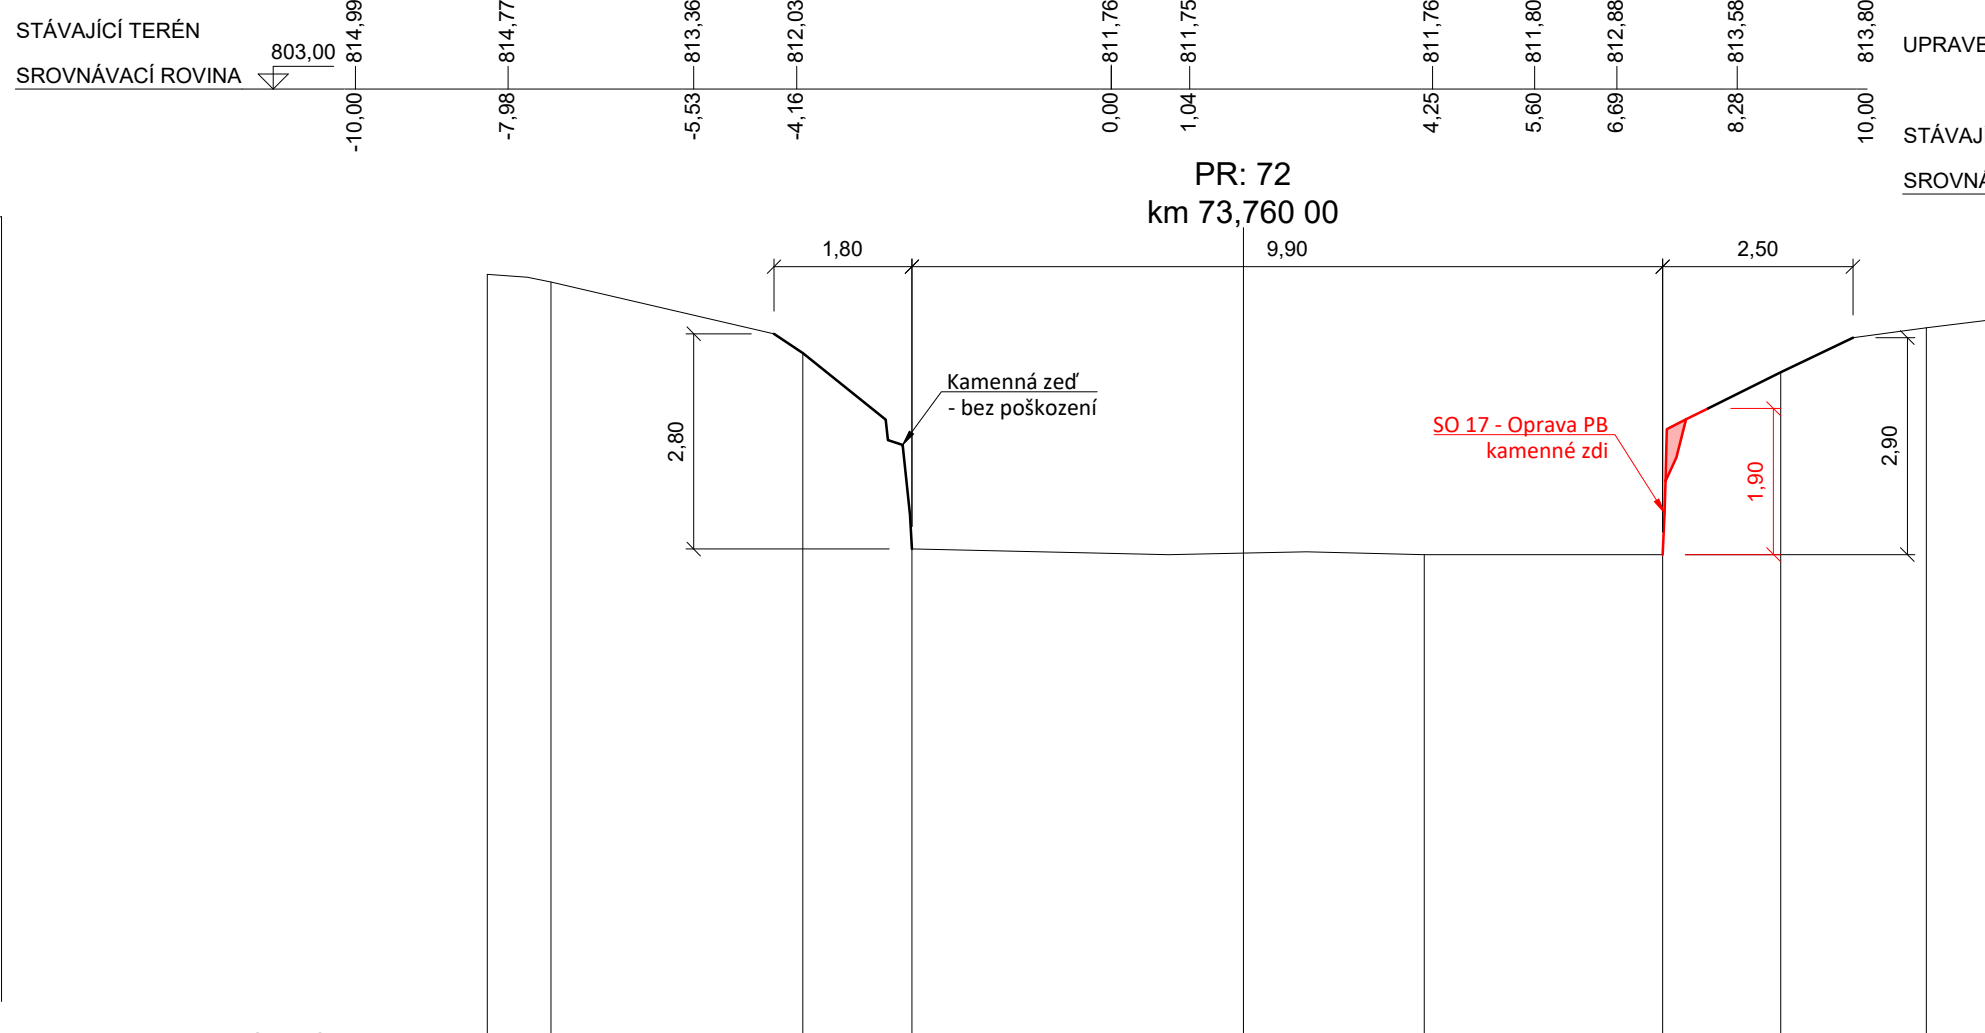 STÁVAJÍCÍ TERÉN
814,99
814,77
813,36
812,03
811,76
811,75
811,76
811,80
812,88
813,58
813,80
UPRAVE
803,00
SROVNÁVACÍ ROVINA
-10,00
-7,98
-5,53
-4,16
0,00
1,04
4,25
5,60
6,69
8,28
10,00
STÁVAJ
SROVNÁ
PR: 72
km 73,760 00
1,80
9,90
2,50
Kamenná zeď
- bez poškození
2,80
SO 17 - Oprava PB
kamenné zdi
1,90
2,90